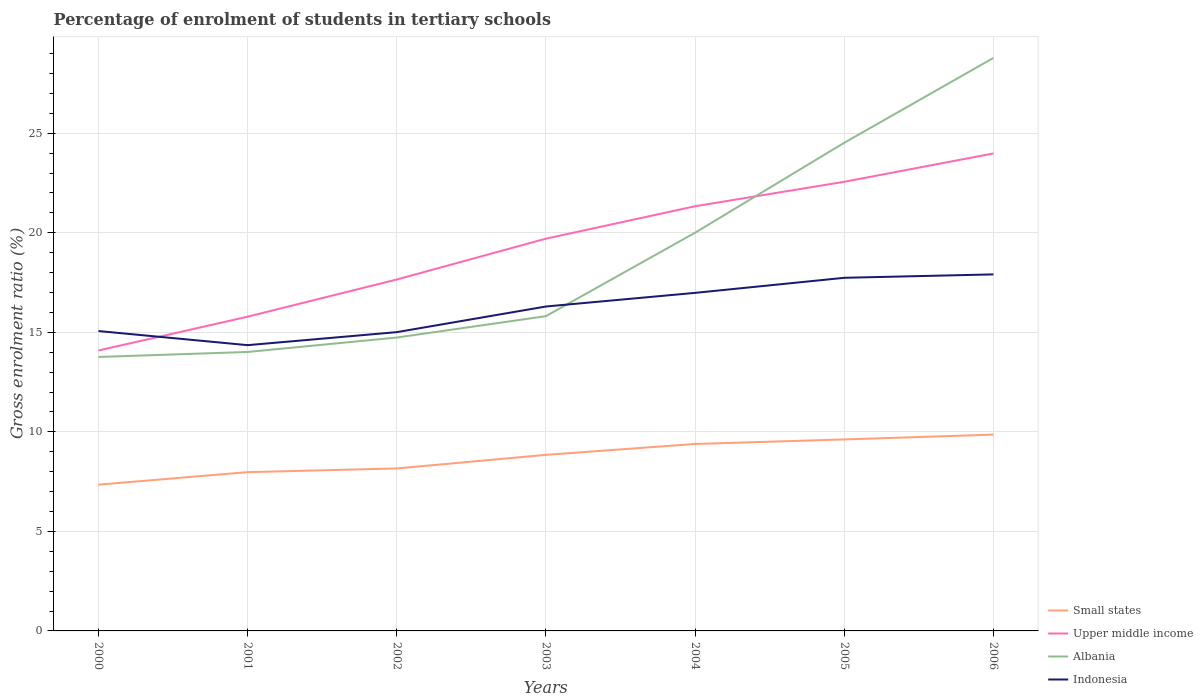 Percentage of enrolment of students in tertiary schools
Gross enrolment ratio (%)
25
20
15
10
5
0
2000
2001
2002
2003
2004
2005
2006
Years
Small states
Upper middle income
Albania
Indonesia